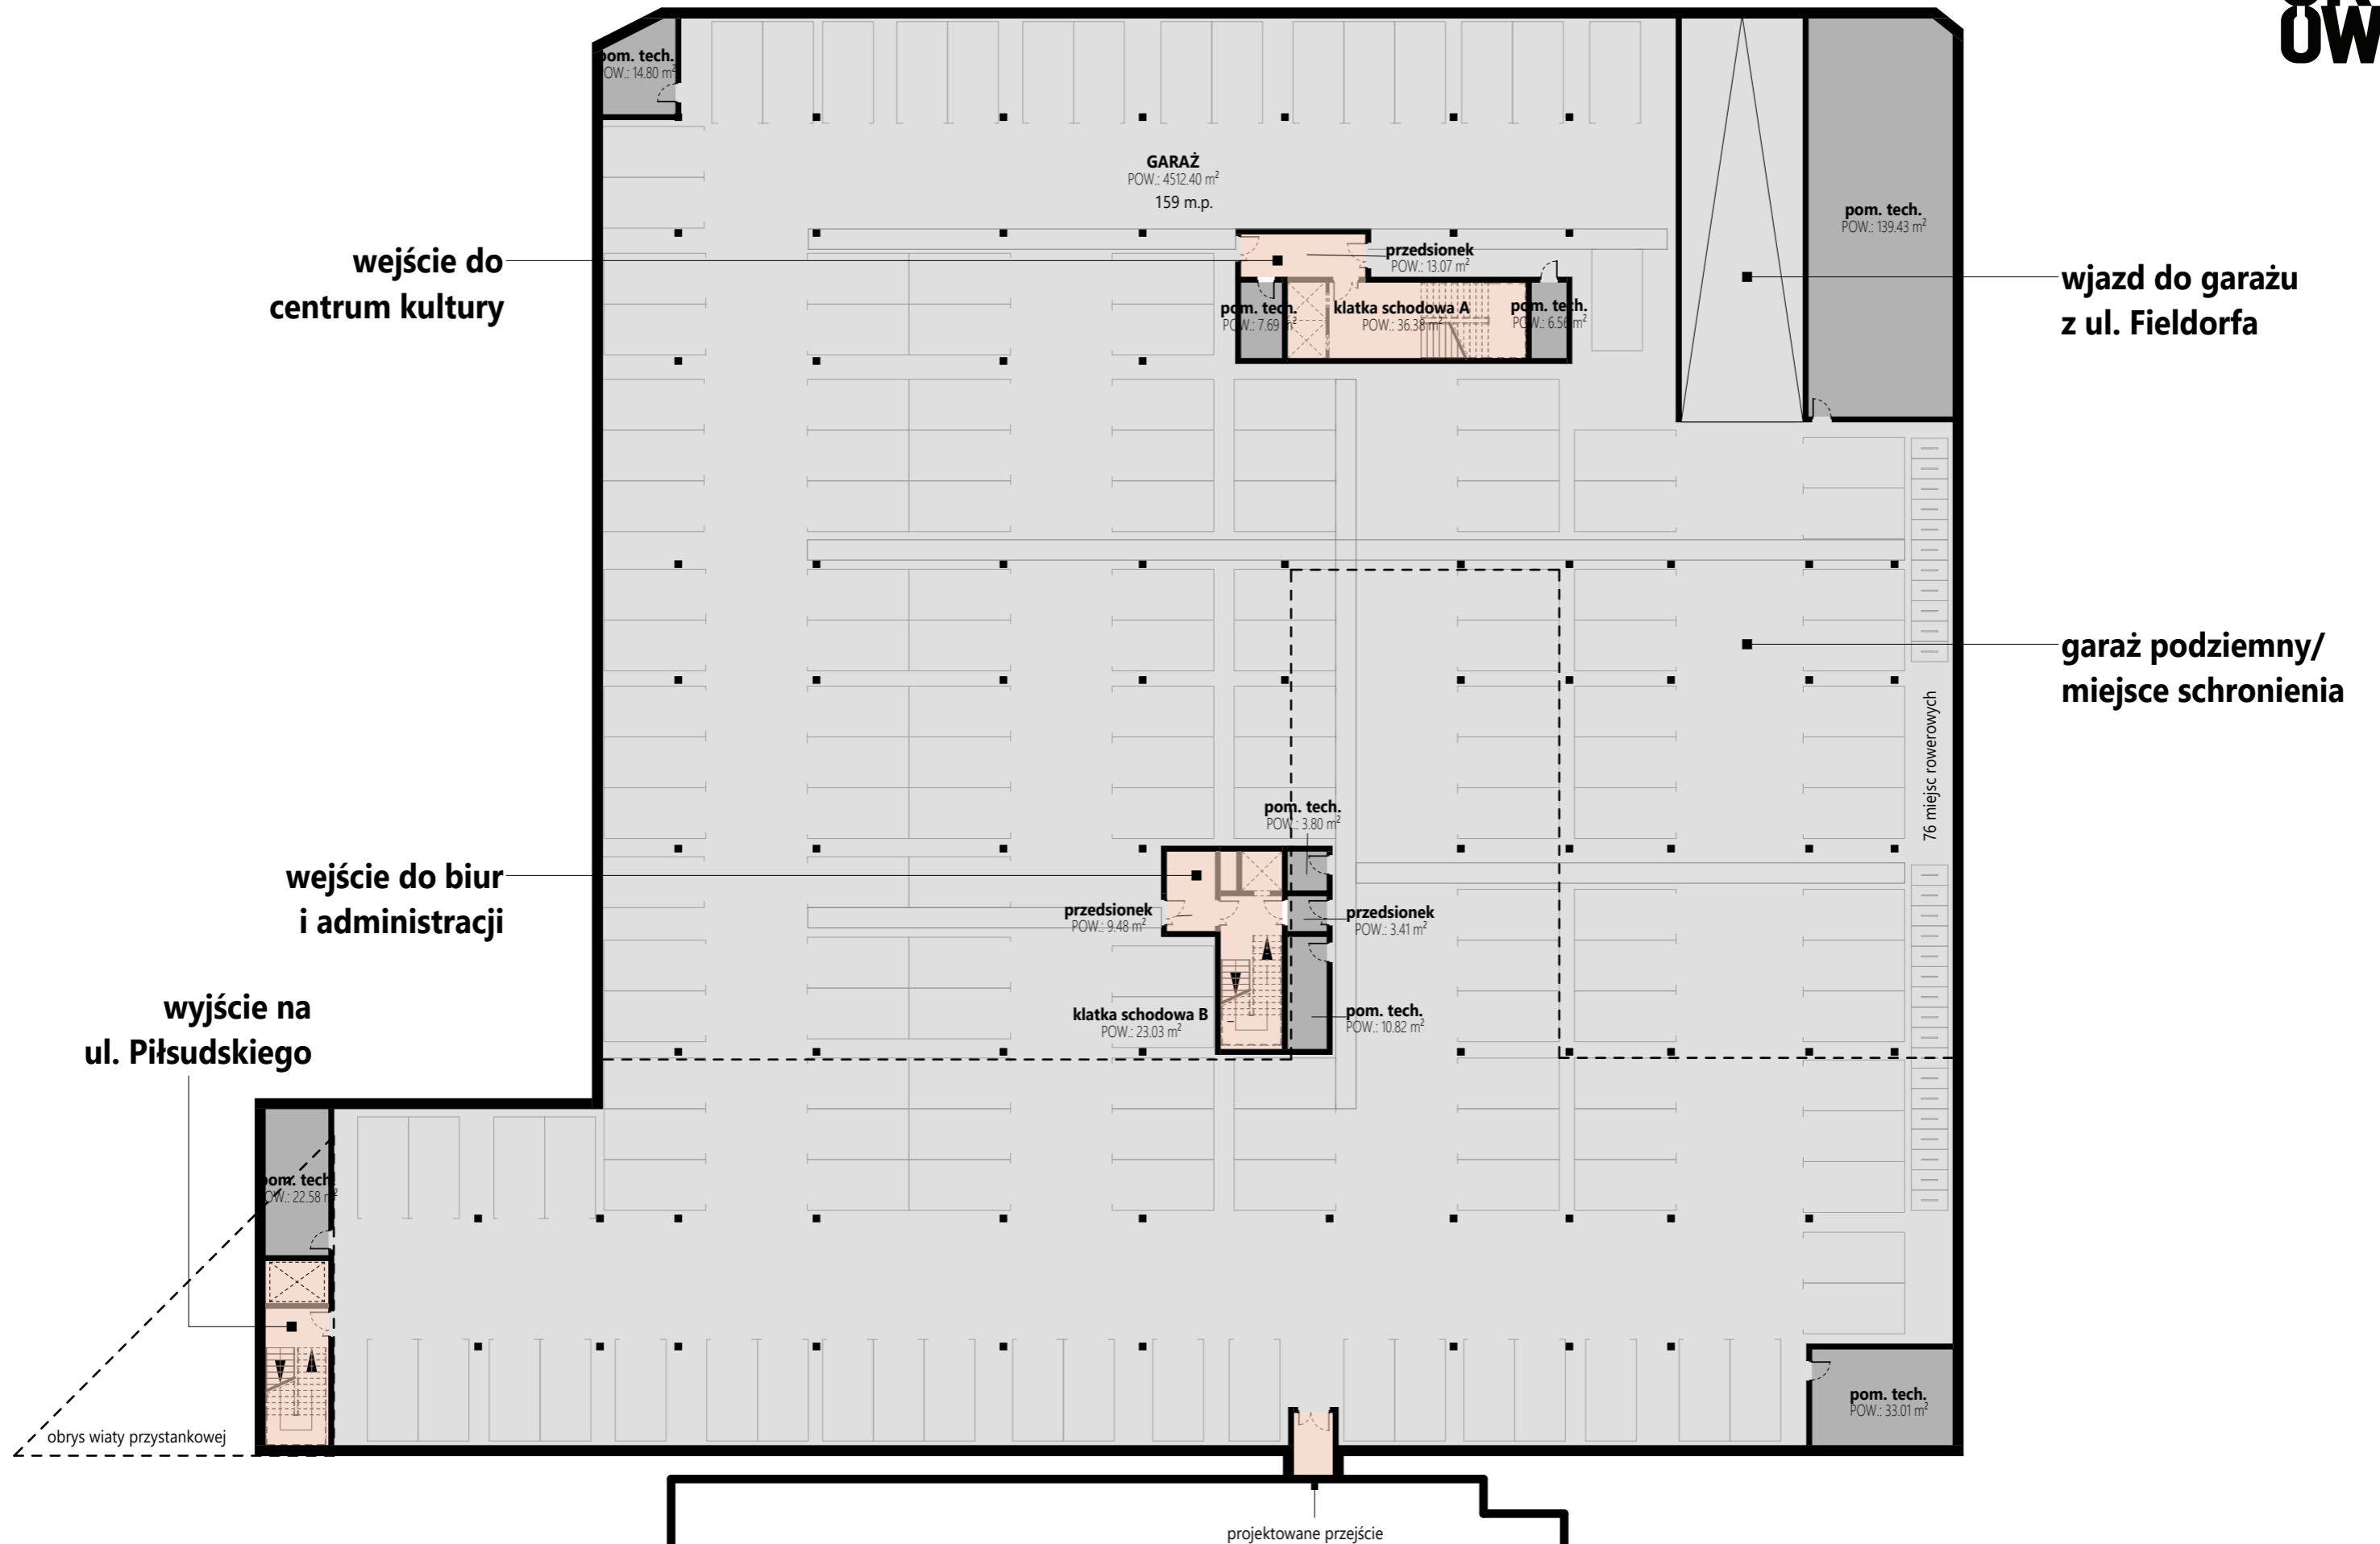 ÓW
pom. tech.
POW.: 14.80 m²
GARAŻ
POW.: 4512.40 m²
159 m.p.
pom. tech.
POW.: 139.43 m²
wejście do
centrum kultury
przedsionek
POW.: 13.07 m²
wjazd do garażu
z ul. Fieldorfa
pom. tech.
POW.: 7.69 m²
klatka schodowa A
POW.: 36.38 m²
pom. tech.
POW.: 6.56 m²
garaż podziemny/
miejsce schronienia
76 miejsc rowerowych
pom. tech.
POW.: 3.80 m²
wejście do biur
i administracji
przedsionek
POW.: 9.48 m²
przedsionek
POW.: 3.41 m²
wyjście na
ul. Piłsudskiego
klatka schodowa B
POW.: 23.03 m²
pom. tech.
POW.: 10.82 m²
pom. tech.
POW.: 22.58 m²
pom. tech.
POW.: 33.01 m²
obrys wiaty przystankowej
projektowane przejście